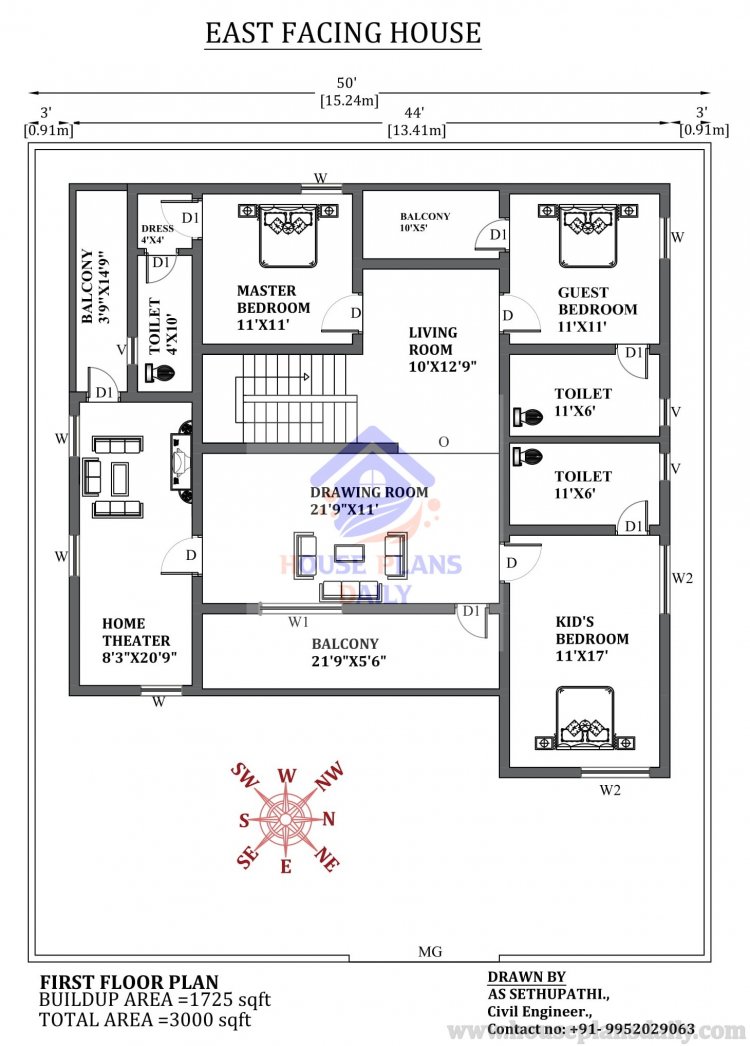 EAST FACING HOUSE
50'
[15.24m]
3'
[0.91m]
44'
[13.41m]
3'
[0.91m]
W
D1
DRESS
4'X4'
BALCONY
10'X5'
D1
W
BALCONY
3'9"X14'9"
D1
TOILET
4'X10'
V
MASTER
BEDROOM
11'X11'
D
LIVING
ROOM
10'X12'9"
D
GUEST
BEDROOM
11'X11'
D1
D1
TOILET
11'X6'
V
W
O
TOILET
11'X6'
V
DRAWING ROOM
21'9"X11'
D1
HOUSE PLANS
DAILY
W
D
D
W2
HOME
THEATER
8'3"X20'9"
W1
D1
BALCONY
21'9"X5'6"
KID'S
BEDROOM
11'X17'
W
W2
SW
W
NW
S
N
SE
E
NE
MG
FIRST FLOOR PLAN
BUILDUP AREA =1725 sqft
TOTAL AREA =3000 sqft
DRAWN BY
AS SETHUPATHI.,
Civil Engineer.,
Contact no: +91- 9952029063
www.houseplansdaily.com